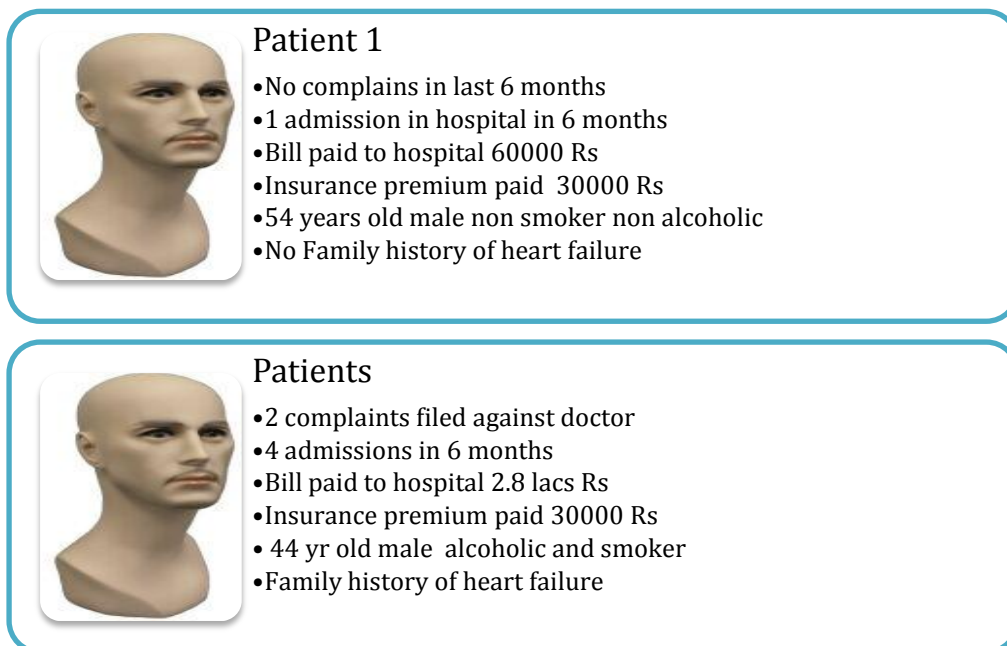 Patient 1
•No complains in last 6 months
•1 admission in hospital in 6 months
•Bill paid to hospital 60000 Rs
•Insurance premium paid  30000 Rs
•54 years old male non smoker non alcoholic
•No Family history of heart failure
Patients
•2 complaints filed against doctor
•4 admissions in 6 months
•Bill paid to hospital 2.8 lacs Rs
•Insurance premium paid 30000 Rs
• 44 yr old male  alcoholic and smoker
•Family history of heart failure